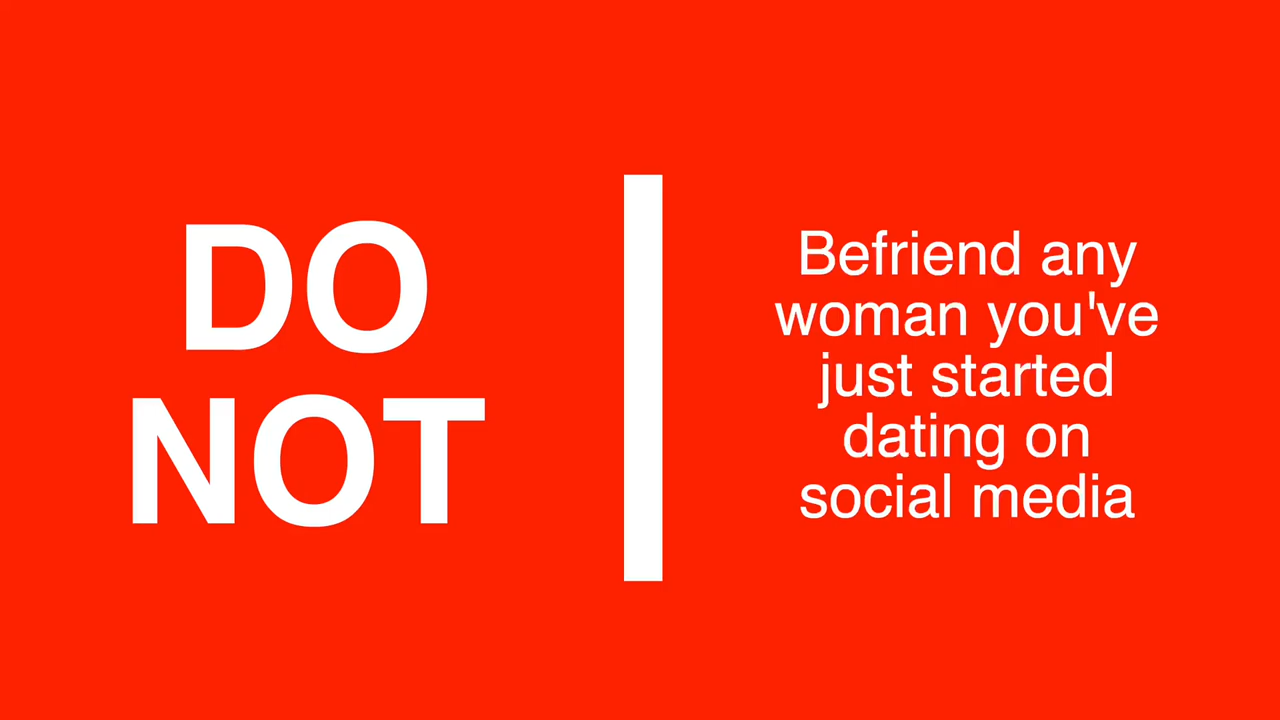 DO
NOT
Befriend any
woman you've
just started
dating on
social media